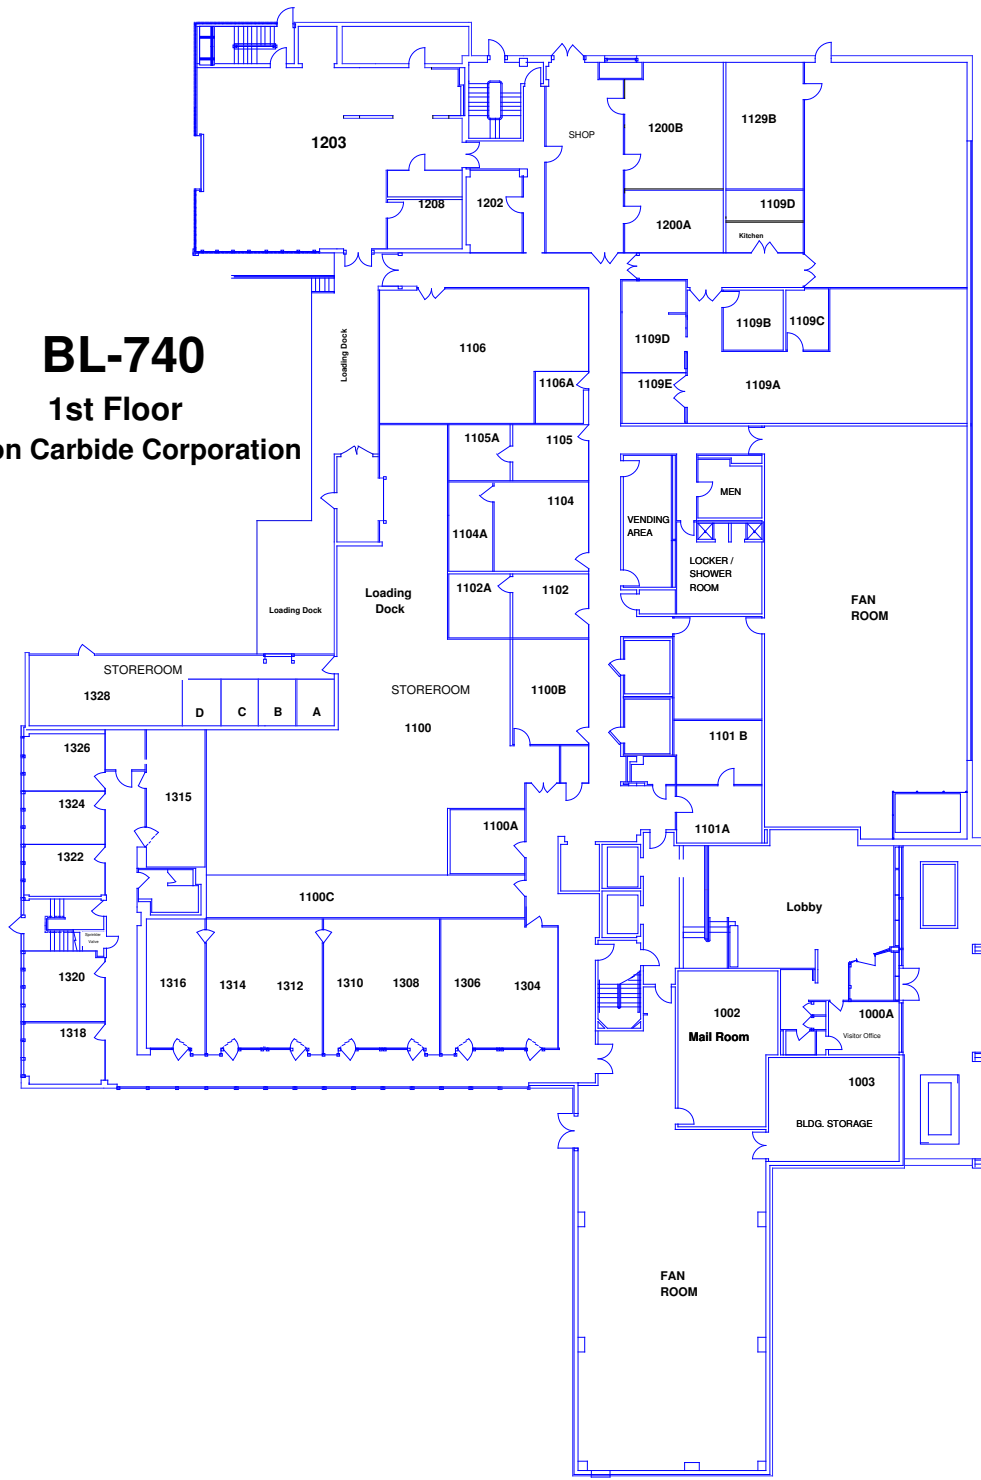 1203
SHOP
1200B
1129B
1208
1202
1109D
1200A
Kitchen
BL-740
1st Floor
on Carbide Corporation
Loading Dock
1106
1106A
1109D
1109B
1109C
1109E
1109A
1105A
1105
1104
1104A
VENDING
AREA
MEN
LOCKER /
SHOWER
ROOM
1102A
1102
Loading
Dock
FAN
ROOM
Loading Dock
STOREROOM
1328
D
C
B
A
STOREROOM
1100
1100B
1101 B
1326
1324
1322
1315
1100A
1101A
1100C
Lobby
Sprinkler
Valve
1320
1318
1316
1314
1312
1310
1308
1306
1304
1002
Mail Room
1000A
Visitor Office
1003
BLDG. STORAGE
FAN
ROOM